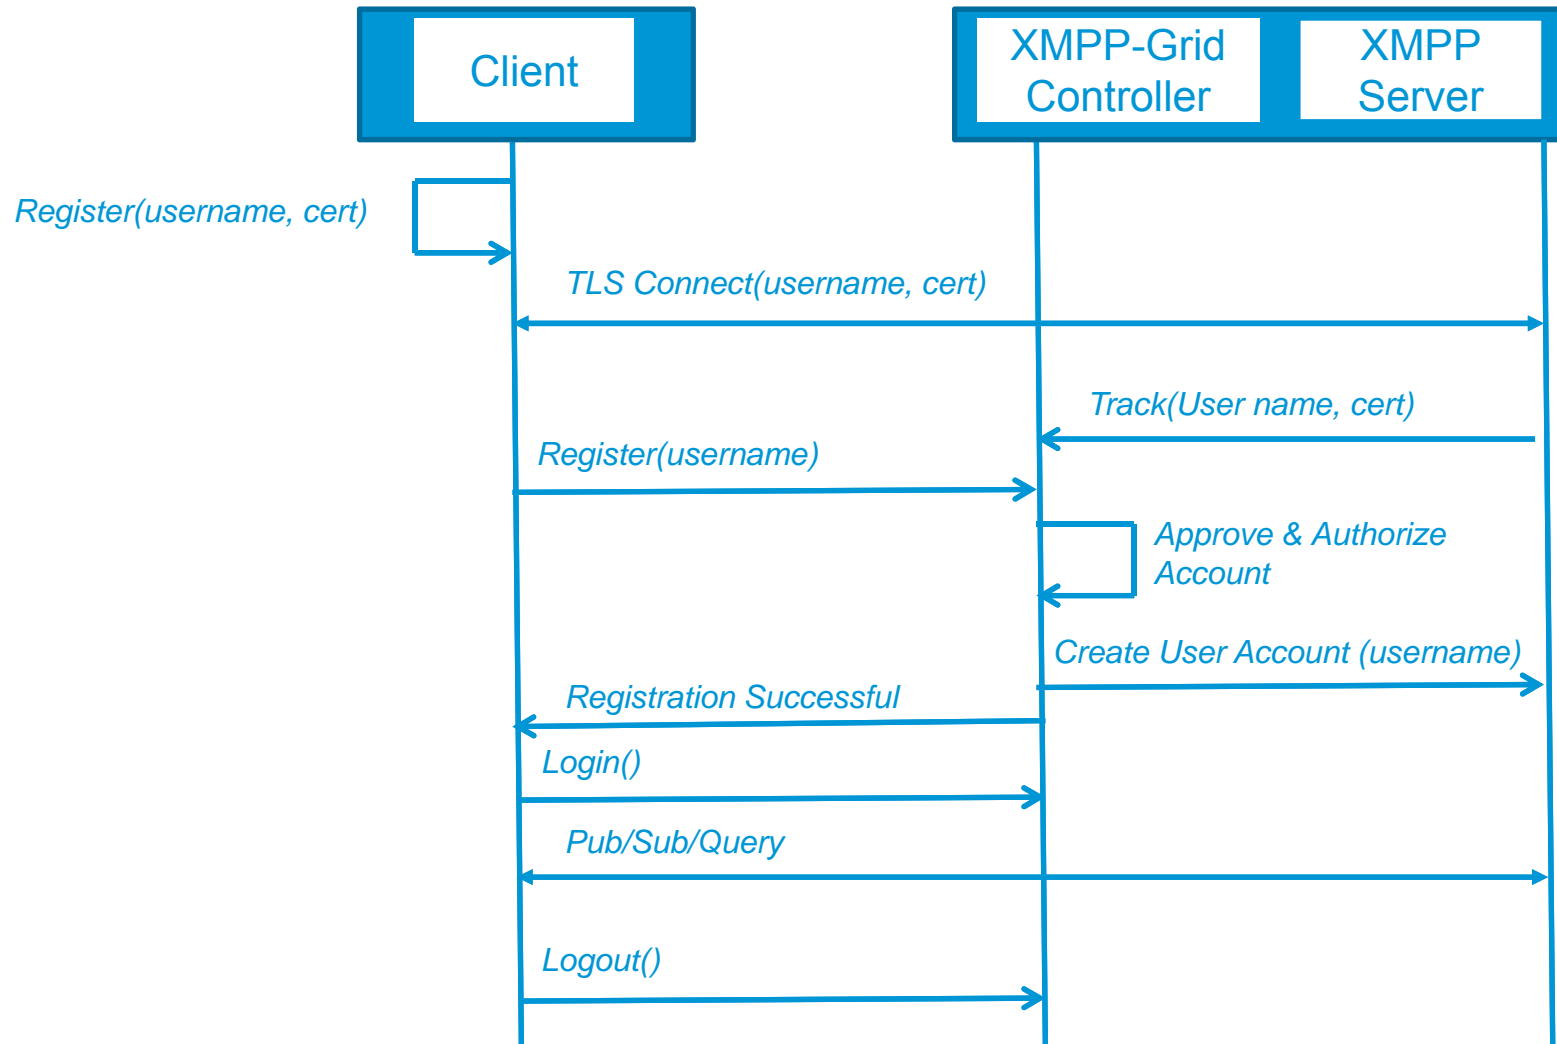 Client
XMPP-Grid
Controller
XMPP
Server
Register(username, cert)
TLS Connect(username, cert)
Track(User name, cert)
Register(username)
Approve & Authorize
Account
Create User Account (username)
Registration Successful
Login()
Pub/Sub/Query
Logout()